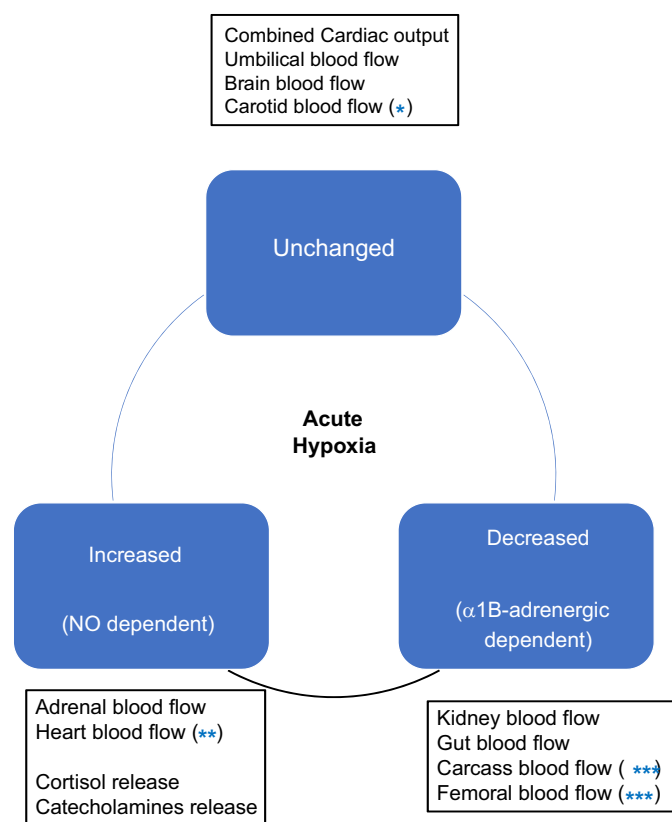 Combined Cardiac output
Umbilical blood flow
Brain blood flow
Carotid blood flow (*)
Unchanged
Acute
Hypoxia
Increased
(NO dependent)
Decreased
(α1B-adrenergic
dependent)
Adrenal blood flow
Heart blood flow (**)
Cortisol release
Catecholamines release
Kidney blood flow
Gut blood flow
Carcass blood flow ( ***)
Femoral blood flow (***)